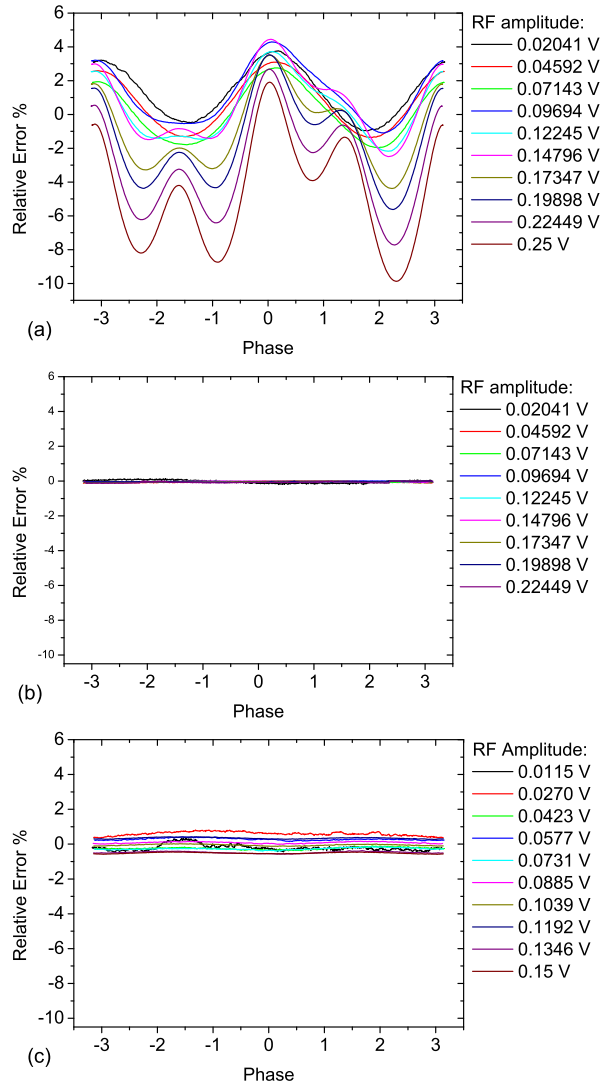 RF amplitude:
6
4
2
0
-2
-4
-6
-8
-10
Relative Error %
-3 -2 -1 0 1 2 3
Phase
(a)
0.02041 V
0.04592 V
0.07143 V
0.09694 V
0.12245 V
0.14796 V
0.17347 V
0.19898 V
0.22449 V
0.25 V
RF amplitude:
6
4
2
0
-2
-4
-6
-8
-10
Relative Error %
-3 -2 -1 0 1 2 3
Phase
(b)
0.02041 V
0.04592 V
0.07143 V
0.09694 V
0.12245 V
0.14796 V
0.17347 V
0.19898 V
0.22449 V
RF Amplitude:
6
4
2
0
-2
-4
-6
-8
-10
Relative Error %
-3 -2 -1 0 1 2 3
Phase
(c)
0.0115 V
0.0270 V
0.0423 V
0.0577 V
0.0731 V
0.0885 V
0.1039 V
0.1192 V
0.1346 V
0.15 V